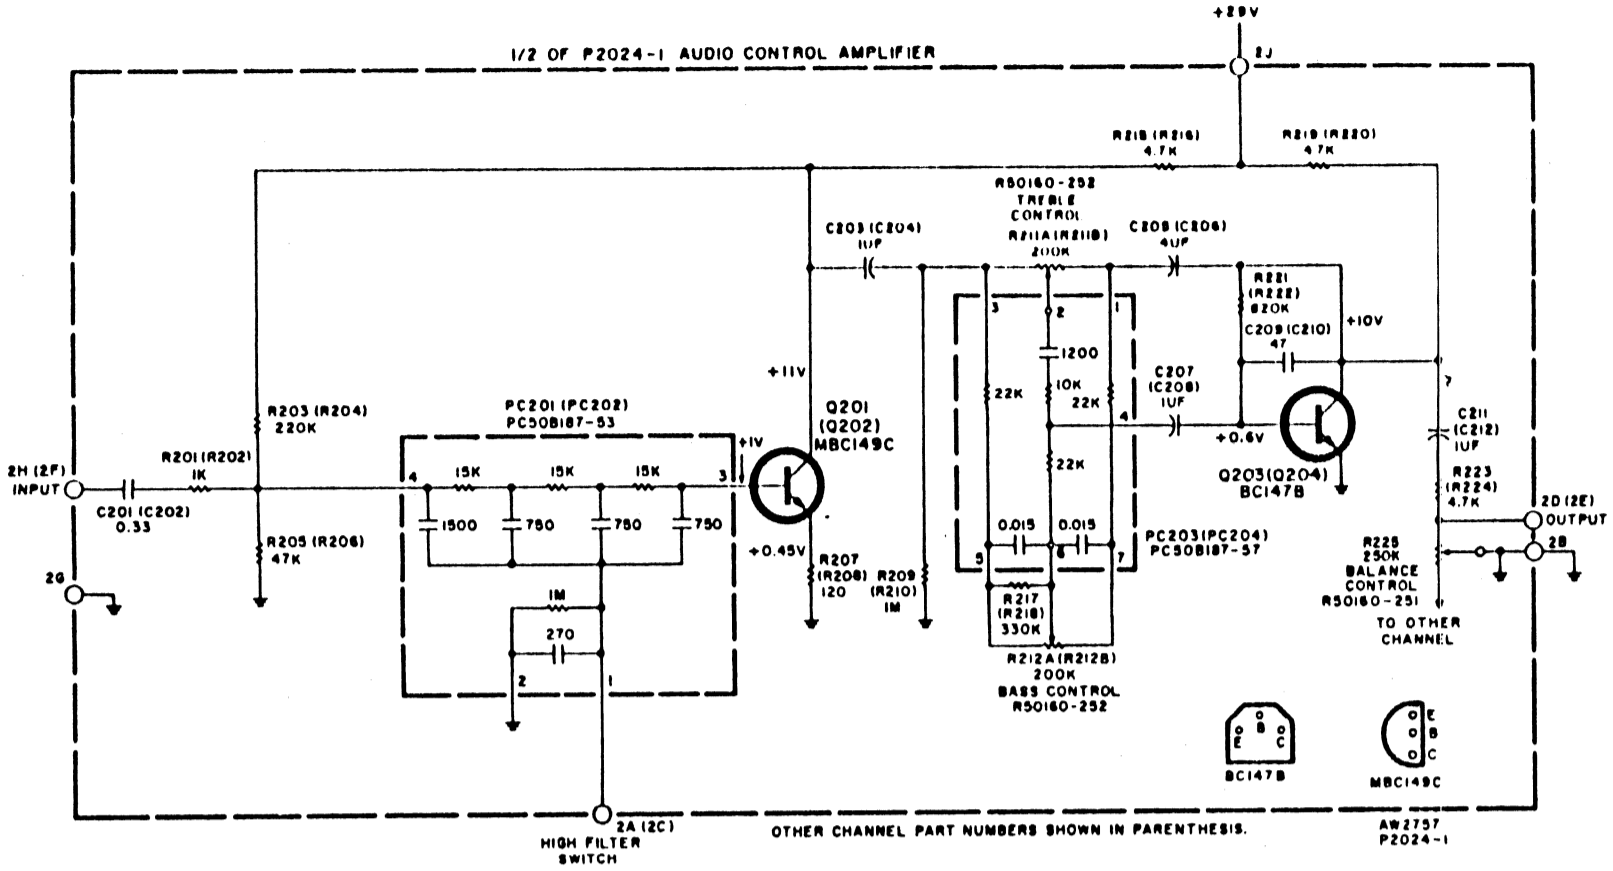 +29V
2J
1/2 OF P2024-1 AUDIO CONTROL AMPLIFIER
R215 (R216)
4.7K
R219 (R220)
4.7K
R50160-252
TREBLE
CONTROL
R211A (R211B)
200K
C203 (C204)
1UF
C205 (C206)
4UF
R221
(R222)
820K
C209 (C210)
47
+10V
3
2
1
1200
10K
22K
22K
4
22K
C207
(C208)
1UF
+0.6V
Q203 (Q204)
BC147B
7
C211
(C212)
1UF
R223
(R224)
4.7K
2D (2E)
OUTPUT
2B
R225
250K
BALANCE
CONTROL
R50160-251
TO OTHER
CHANNEL
+11V
Q201
(Q202)
MBC149C
+1V
+0.45V
R207
(R208)
120
R209
(R210)
1M
R203 (R204)
220K
PC201 (PC202)
PC50B187-53
R201 (R202)
1K
2H (2F)
INPUT
C201 (C202)
0.33
R205 (R206)
47K
2G
4
15K
15K
15K
3
1500
750
750
750
1M
270
2
1
0.015
0.015
5
6
7
PC203 (PC204)
PC50B187-57
R217
(R218)
330K
R212A (R212B)
200K
BASS CONTROL
R50160-252
B
E
C
BC147B
E
B
C
MBC149C
2A (2C)
HIGH FILTER
SWITCH
OTHER CHANNEL PART NUMBERS SHOWN IN PARENTHESIS.
AW2757
P2024-1